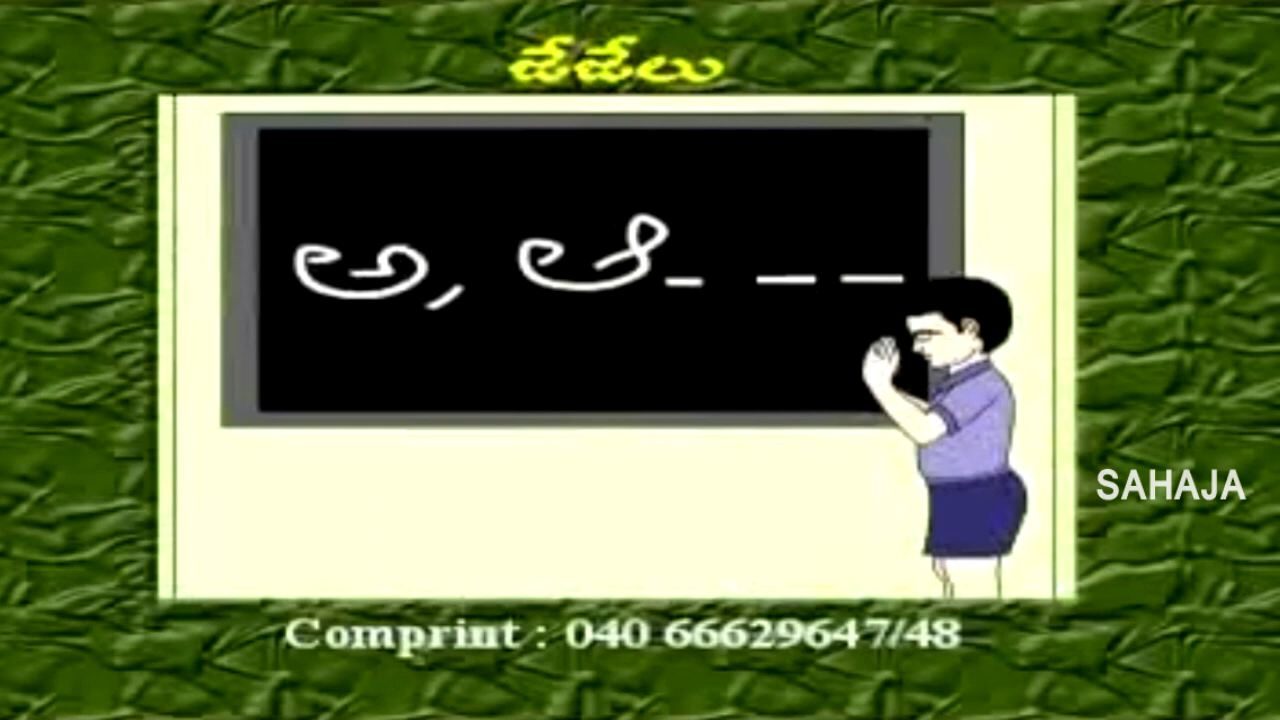 జేజేలు
అ, ఆ- — —
SAHAJA
Comprint : 040 66629647/48